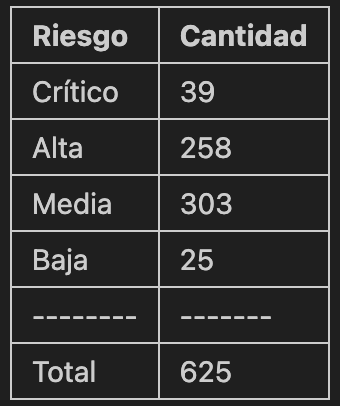 Riesgo Cantidad
Crítico 39
Alta 258
Media 303
Baja 25
-------- -------
Total 625